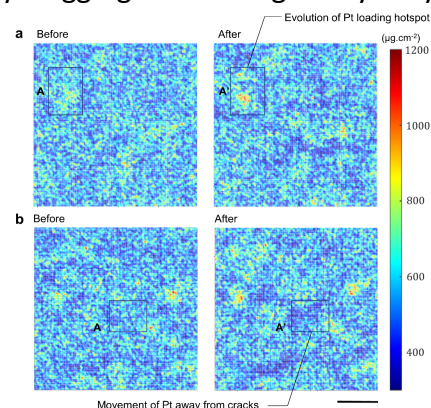 Evolution of Pt loading hotspot
a Before After
(µg.cm⁻²)
1200
A A'
1000
800
b Before After
600
A A'
400
Movement of Pt away from cracks